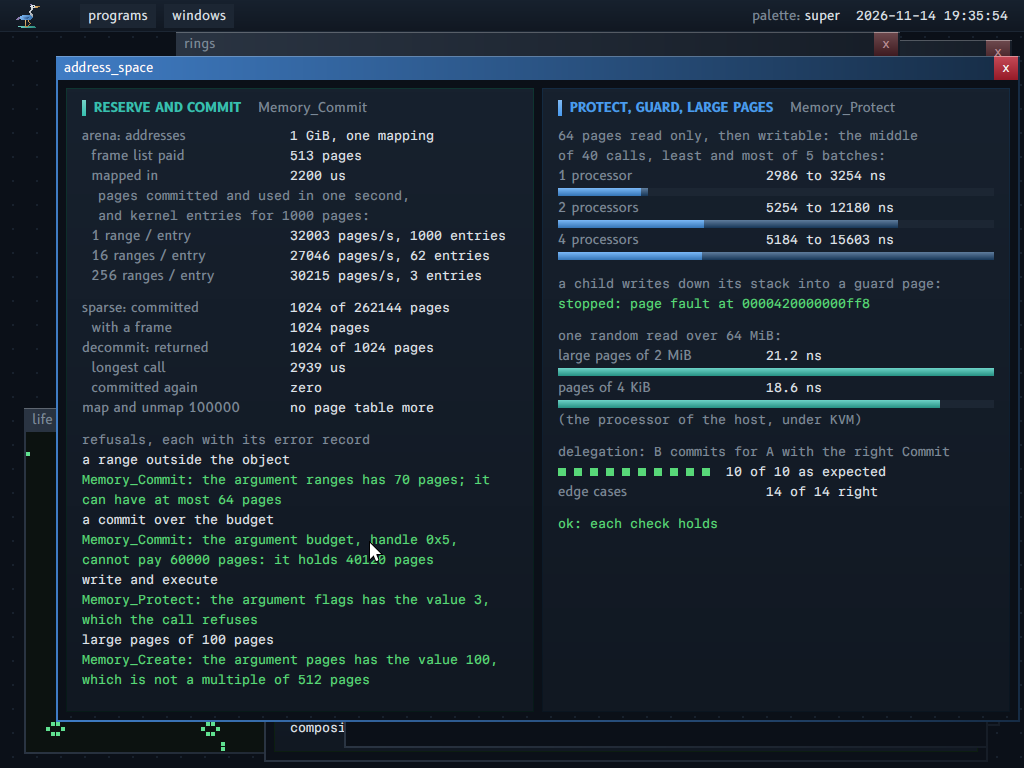 programs windows palette: super 2026-11-14 19:35:54
rings x
x
address_space x
RESERVE AND COMMIT Memory_Commit
arena: addresses 1 GiB, one mapping
frame list paid 513 pages
mapped in 2200 us
pages committed and used in one second,
and kernel entries for 1000 pages:
1 range / entry 32003 pages/s, 1000 entries
16 ranges / entry 27046 pages/s, 62 entries
256 ranges / entry 30215 pages/s, 3 entries
sparse: committed 1024 of 262144 pages
with a frame 1024 pages
decommit: returned 1024 of 1024 pages
longest call 2939 us
committed again zero
map and unmap 100000 no page table more
refusals, each with its error record
a range outside the object
Memory_Commit: the argument ranges has 70 pages; it
can have at most 64 pages
a commit over the budget
Memory_Commit: the argument budget, handle 0x5,
cannot pay 60000 pages: it holds 40120 pages
write and execute
Memory_Protect: the argument flags has the value 3,
which the call refuses
large pages of 100 pages
Memory_Create: the argument pages has the value 100,
which is not a multiple of 512 pages
PROTECT, GUARD, LARGE PAGES Memory_Protect
64 pages read only, then writable: the middle
of 40 calls, least and most of 5 batches:
1 processor 2986 to 3254 ns
2 processors 5254 to 12180 ns
4 processors 5184 to 15603 ns
a child writes down its stack into a guard page:
stopped: page fault at 0000420000000ff8
one random read over 64 MiB:
large pages of 2 MiB 21.2 ns
pages of 4 KiB 18.6 ns
(the processor of the host, under KVM)
delegation: B commits for A with the right Commit
10 of 10 as expected
edge cases 14 of 14 right
ok: each check holds
life
composi